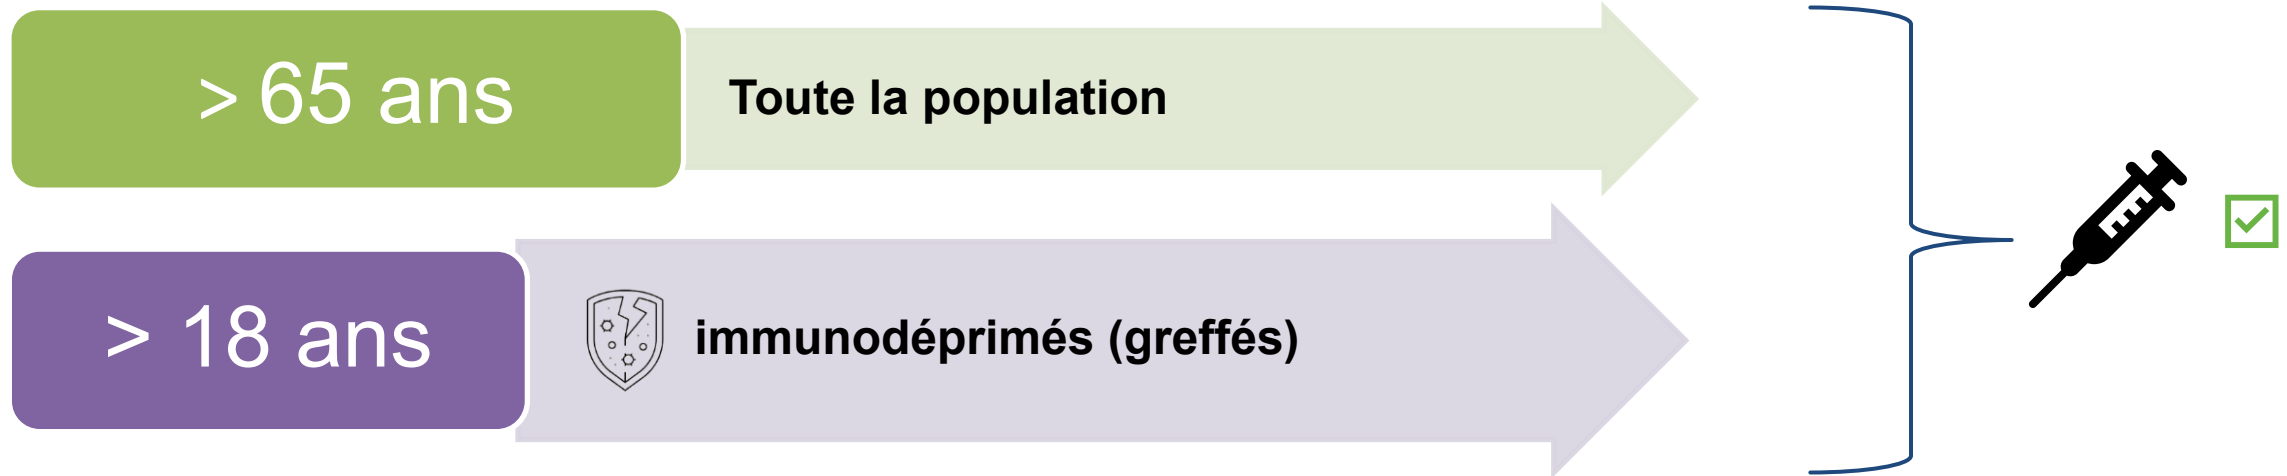 > 65 ans
Toute la population
> 18 ans
immunodéprimés (greffés)